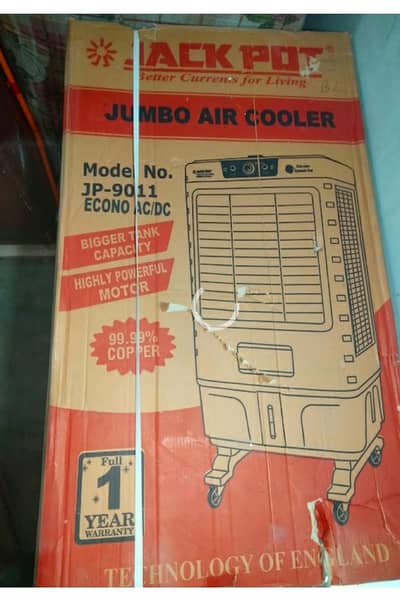 JACK POT
Better Currents for Living
JUMBO AIR COOLER
Model No.
JP-9011
ECONO AC/DC
BIGGER TANK
CAPACITY
HIGHLY POWERFUL
MOTOR
99.99%
COPPER
Full
1
YEAR
WARRANTY
TECHNOLOGY OF ENGLAND